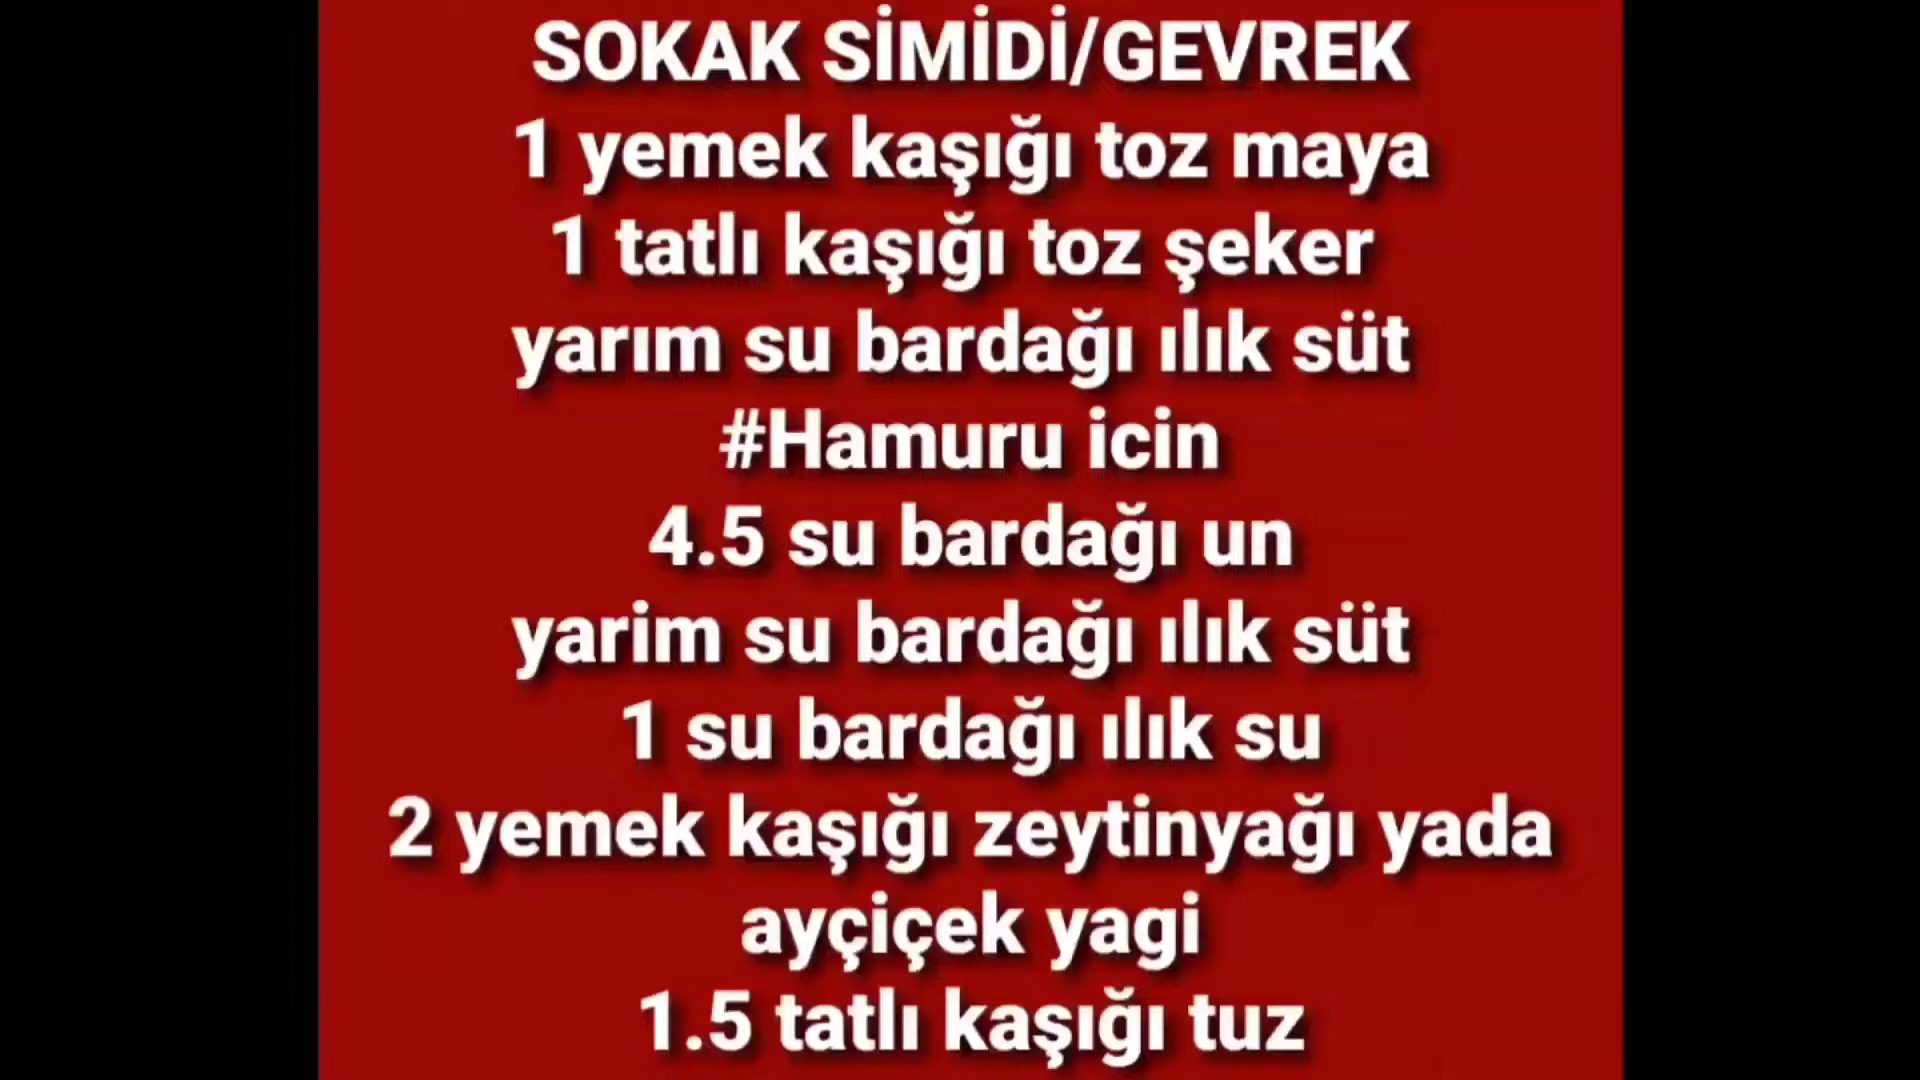 SOKAK SİMİDİ/GEVREK
1 yemek kaşığı toz maya
1 tatlı kaşığı toz şeker
yarım su bardağı ılık süt
#Hamuru icin
4.5 su bardağı un
yarim su bardağı ılık süt
1 su bardağı ılık su
2 yemek kaşığı zeytinyağı yada
ayçiçek yagi
1.5 tatlı kaşığı tuz